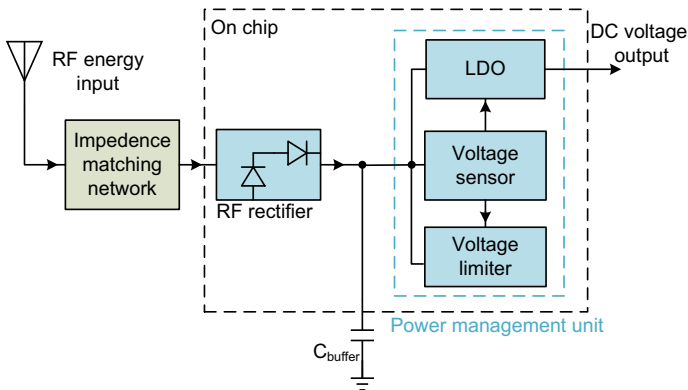 On chip
DC voltage
output
RF energy
input
LDO
Impedence
matching
network
Voltage
sensor
RF rectifier
Voltage
limiter
Power management unit
Cbuffer